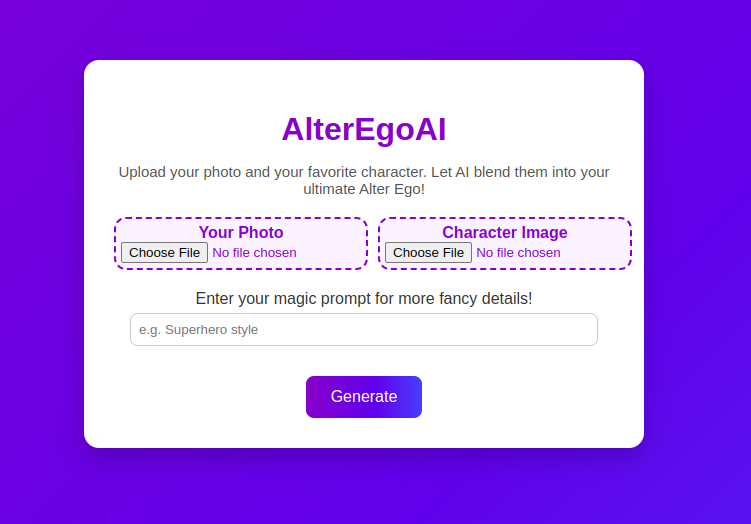 AlterEgoAI
Upload your photo and your favorite character. Let AI blend them into your
ultimate Alter Ego!
Your Photo
Choose File No file chosen
Character Image
Choose File No file chosen
Enter your magic prompt for more fancy details!
e.g. Superhero style
Generate